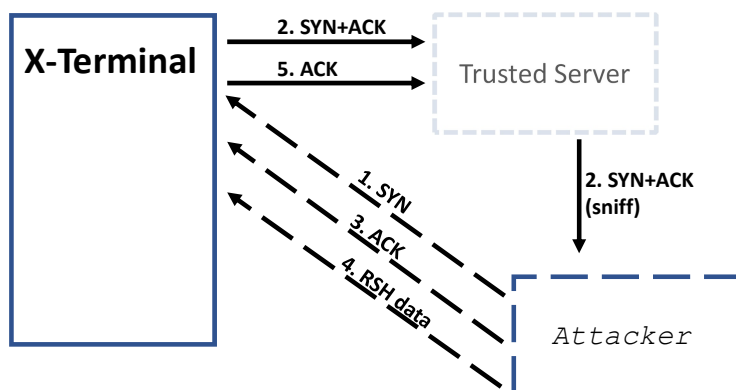 2. SYN+ACK
X-Terminal
5. ACK
Trusted Server
1. SYN
2. SYN+ACK
(sniff)
3. ACK
4. RSH data
Attacker